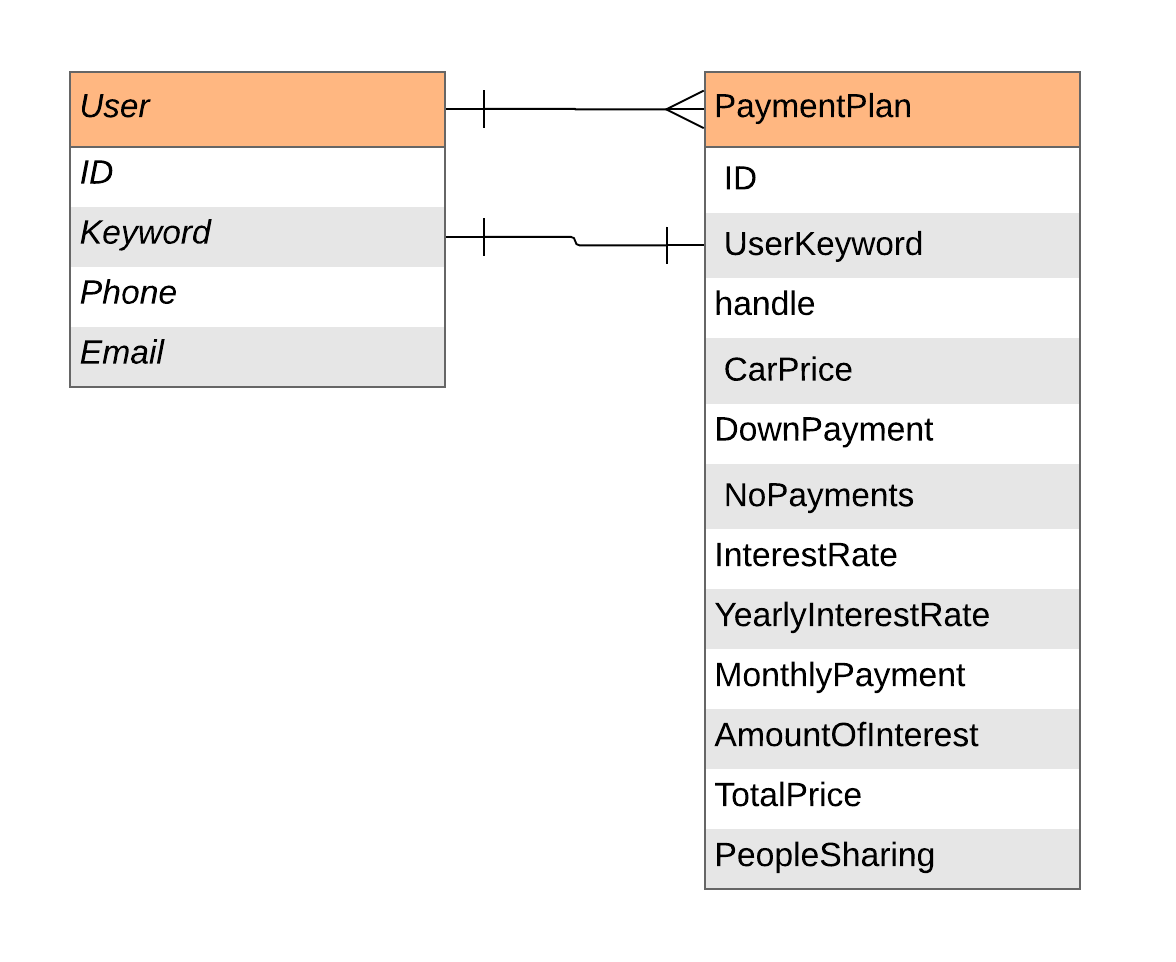 User
ID
Keyword
Phone
Email
PaymentPlan
ID
UserKeyword
handle
CarPrice
DownPayment
NoPayments
InterestRate
YearlyInterestRate
MonthlyPayment
AmountOfInterest
TotalPrice
PeopleSharing